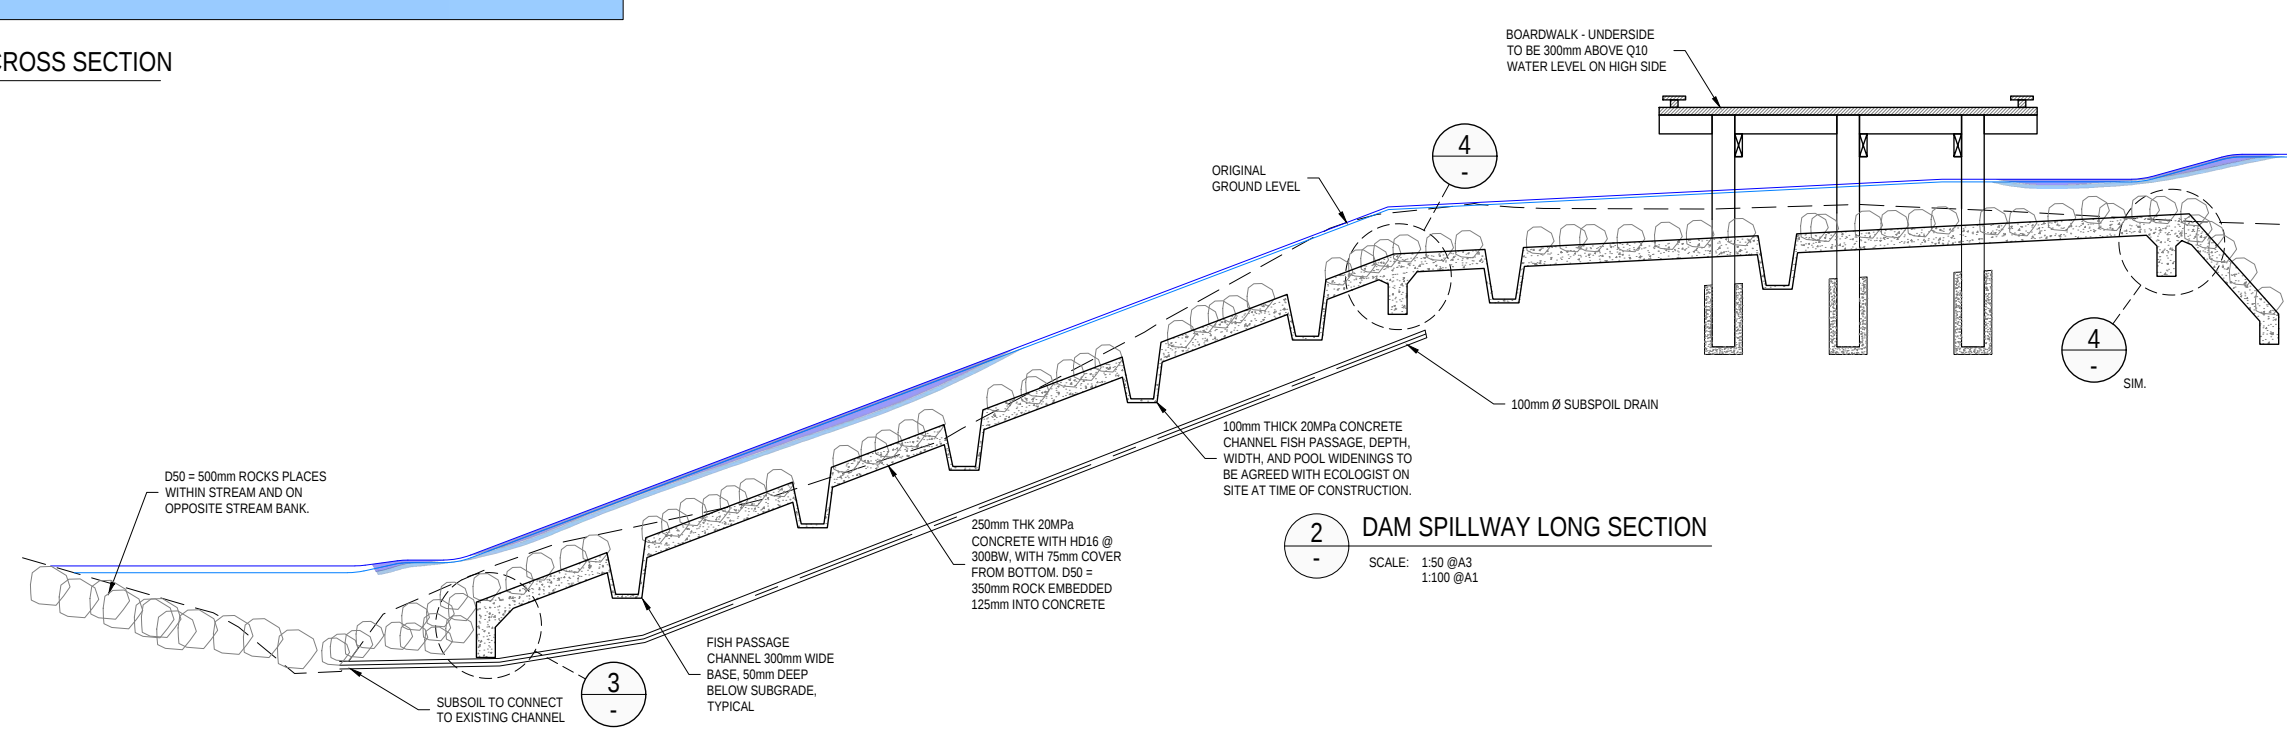 CROSS SECTION
BOARDWALK - UNDERSIDE
TO BE 300mm ABOVE Q10
WATER LEVEL ON HIGH SIDE
4
-
ORIGINAL
GROUND LEVEL
4
-
SIM.
100mm Ø SUBSPOIL DRAIN
100mm THICK 20MPa CONCRETE
CHANNEL FISH PASSAGE, DEPTH,
WIDTH, AND POOL WIDENINGS TO
BE AGREED WITH ECOLOGIST ON
SITE AT TIME OF CONSTRUCTION.
D50 = 500mm ROCKS PLACES
WITHIN STREAM AND ON
OPPOSITE STREAM BANK.
250mm THK 20MPa
CONCRETE WITH HD16 @
300BW, WITH 75mm COVER
FROM BOTTOM. D50 =
350mm ROCK EMBEDDED
125mm INTO CONCRETE
2
-
DAM SPILLWAY LONG SECTION
SCALE: 1:50 @A3
1:100 @A1
FISH PASSAGE
CHANNEL 300mm WIDE
BASE, 50mm DEEP
BELOW SUBGRADE,
TYPICAL
3
-
SUBSOIL TO CONNECT
TO EXISTING CHANNEL